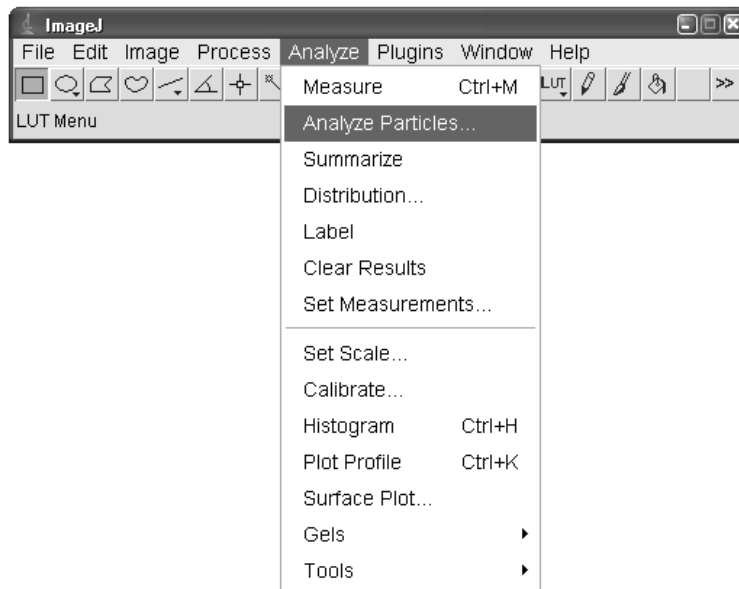 ImageJ
File Edit Image Process Analyze Plugins Window Help
LUT >>
LUT Menu
Measure Ctrl+M
Analyze Particles...
Summarize
Distribution...
Label
Clear Results
Set Measurements...
Set Scale...
Calibrate...
Histogram Ctrl+H
Plot Profile Ctrl+K
Surface Plot...
Gels
Tools